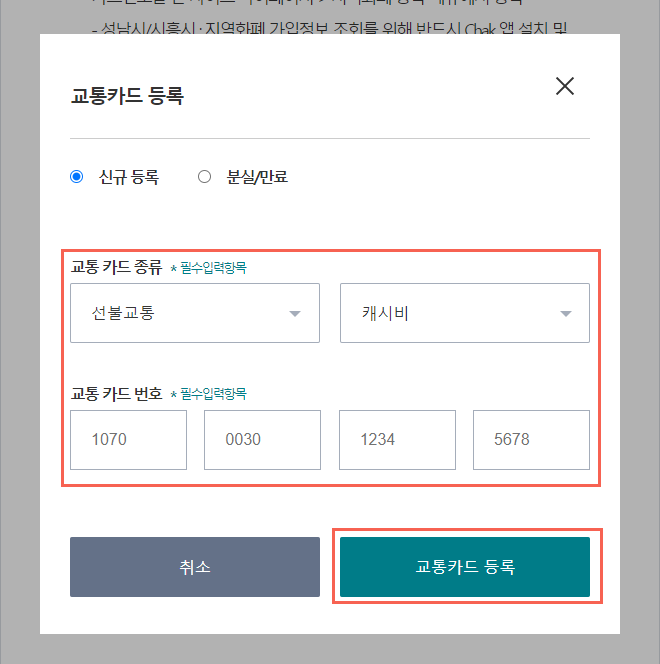 - 성남시/시흥시 : 지역화폐 가입정보 조회를 위해 반드시 Chak 앱 설치 및
교통카드 등록
신규 등록 분실/만료
교통 카드 종류 * 필수입력항목
선불교통 캐시비
교통 카드 번호 * 필수입력항목
1070 0030 1234 5678
취소 교통카드 등록